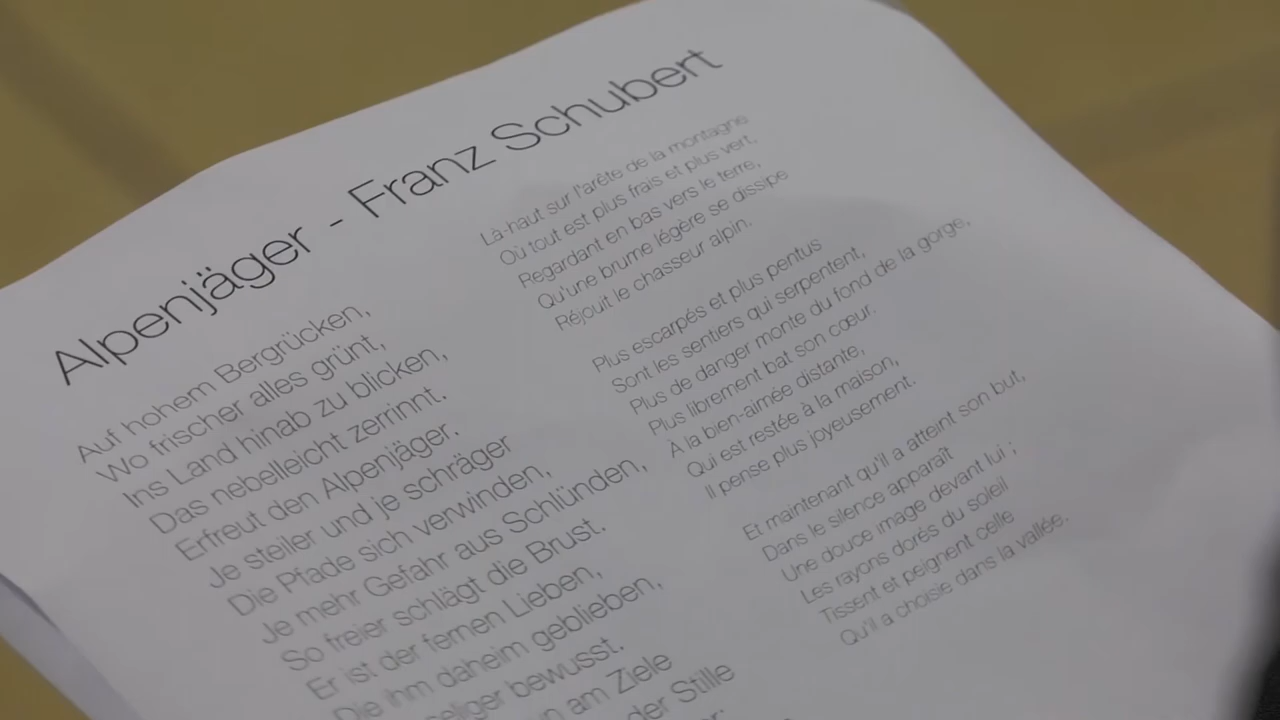 Alpenjäger - Franz Schubert
Auf hohem Bergrücken,
Wo frischer alles grünt,
Ins Land hinab zu blicken,
Das nebelleicht zerrinnt.
Erfreut den Alpenjäger.
Je steiler und je schräger
Die Pfade sich verwinden,
Je mehr Gefahr aus Schlünden,
So freier schlägt die Brust.
Er ist der fernen Lieben,
Die ihm daheim geblieben,
seliger bewusst.
am Ziele
der Stille
Là-haut sur l'arête de la montagne
Où tout est plus frais et plus vert,
Regardant en bas vers le terre,
Qu'une brume légère se dissipe
Réjouit le chasseur alpin.
Plus escarpés et plus pentus
Sont les sentiers qui serpentent,
Plus de danger monte du fond de la gorge,
Plus librement bat son cœur.
À la bien-aimée distante,
Qui est restée à la maison,
Il pense plus joyeusement.
Et maintenant qu'il a atteint son but,
Dans le silence apparaît
Une douce image devant lui ;
Les rayons dorés du soleil
Tissent et peignent celle
Qu'il a choisie dans la vallée.